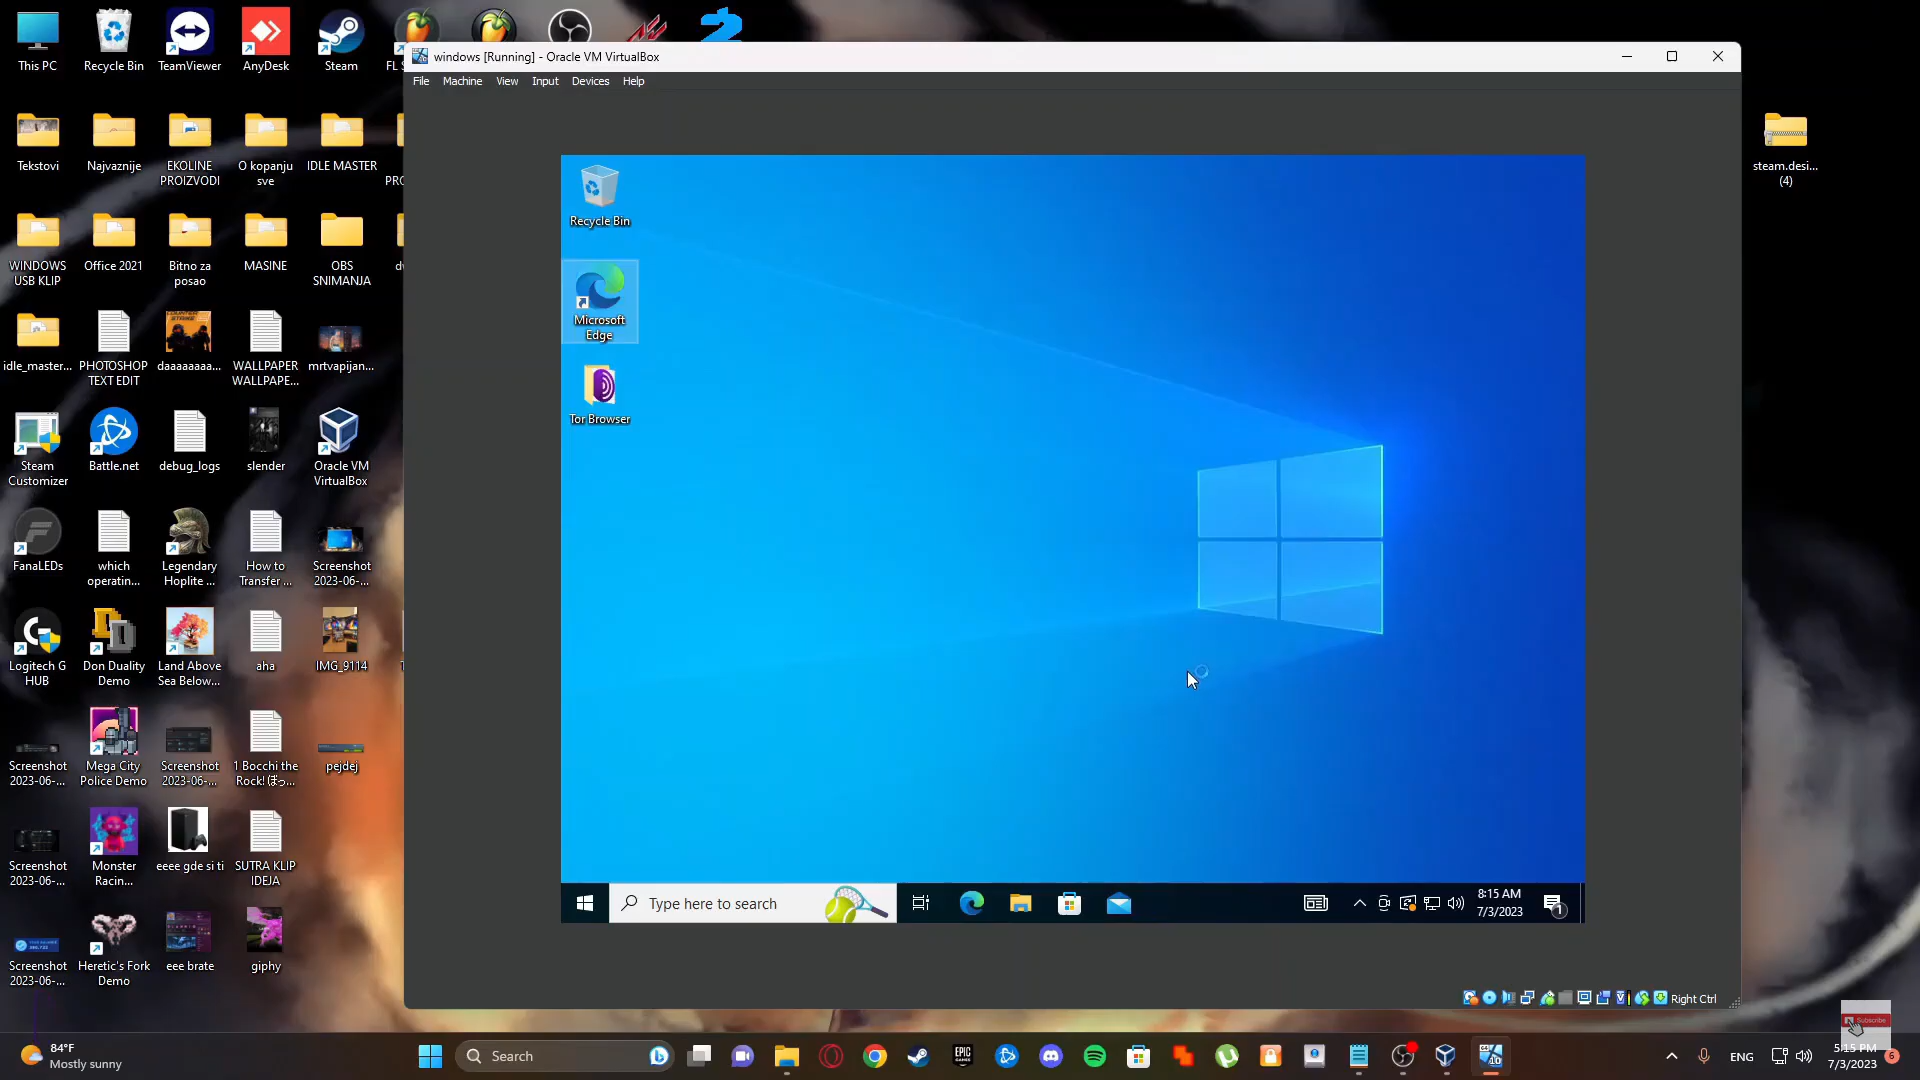 This PC
Recycle Bin
TeamViewer
AnyDesk
Steam
FL S
windows [Running] - Oracle VM VirtualBox
File Machine View Input Devices Help
Tekstovi
Najvaznije
EKOLINE
PROIZVODI
O kopanju
sve
IDLE MASTER
PRO
WINDOWS
USB KLIP
Office 2021
Bitno za
posao
MASINE
OBS
SNIMANJA
idle_master...
PHOTOSHOP
TEXT EDIT
daaaaaaaa...
WALLPAPER
WALLPAPE...
mrtvapijan...
Steam
Customizer
Battle.net
debug_logs
slender
Oracle VM
VirtualBox
FanaLEDs
which
operatin...
Legendary
Hoplite ...
How to
Transfer ...
Screenshot
2023-06-...
Logitech G
HUB
Don Duality
Demo
Land Above
Sea Below...
aha
IMG_9114
Screenshot
2023-06-...
Mega City
Police Demo
Screenshot
2023-06-...
1 Bocchi the
Rock! (ぼっ...
pejdej
Screenshot
2023-06-...
Monster
Racin...
eeee gde si ti
SUTRA KLIP
IDEJA
Screenshot
2023-06-...
Heretic's Fork
Demo
eee brate
giphy
Recycle Bin
Microsoft
Edge
Tor Browser
steam.desi...
(4)
Type here to search
8:15 AM
7/3/2023
1
Right Ctrl
Subscribe
84°F
Mostly sunny
Search
EPIC
GAMES
10
ENG
5:15 PM
7/3/2023
6